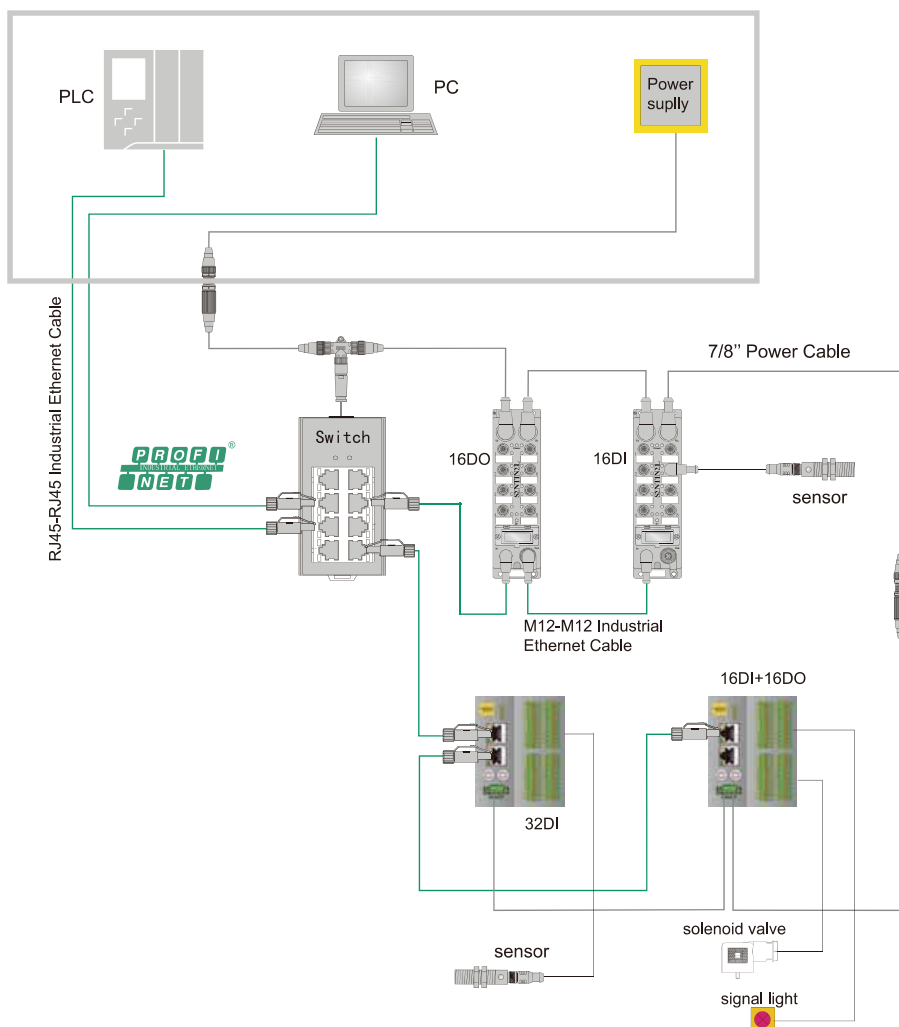 PLC
PC
Power
suplly
RJ45-RJ45 Industrial Ethernet Cable
7/8’’ Power Cable
Switch
PROFI
INDUSTRIAL ETHERNET
NET
®
16DO
16DI
sensor
M12-M12 Industrial
Ethernet Cable
16DI+16DO
32DI
solenoid valve
sensor
signal light